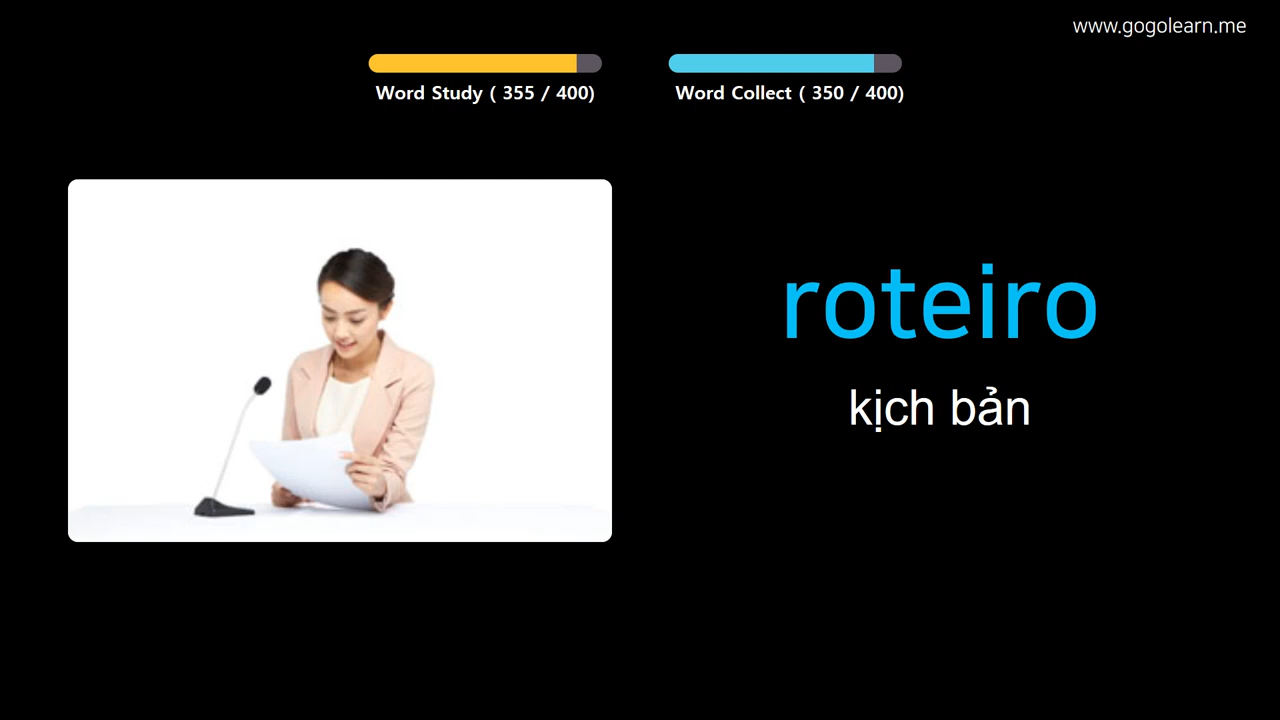 www.gogolearn.me
Word Study ( 355 / 400)
Word Collect ( 350 / 400)
roteiro
kịch bản